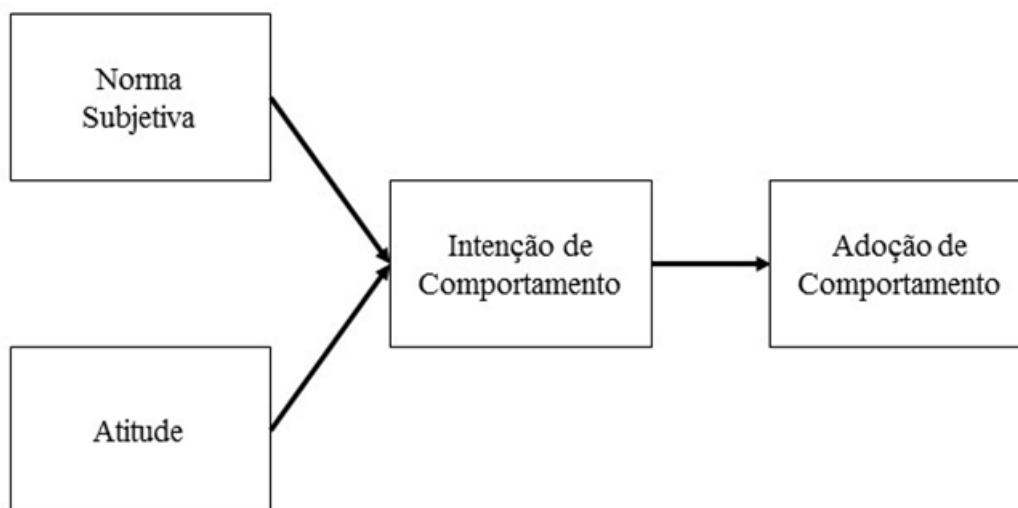 Norma
Subjetiva
Intenção de
Comportamento
Adoção de
Comportamento
Atitude